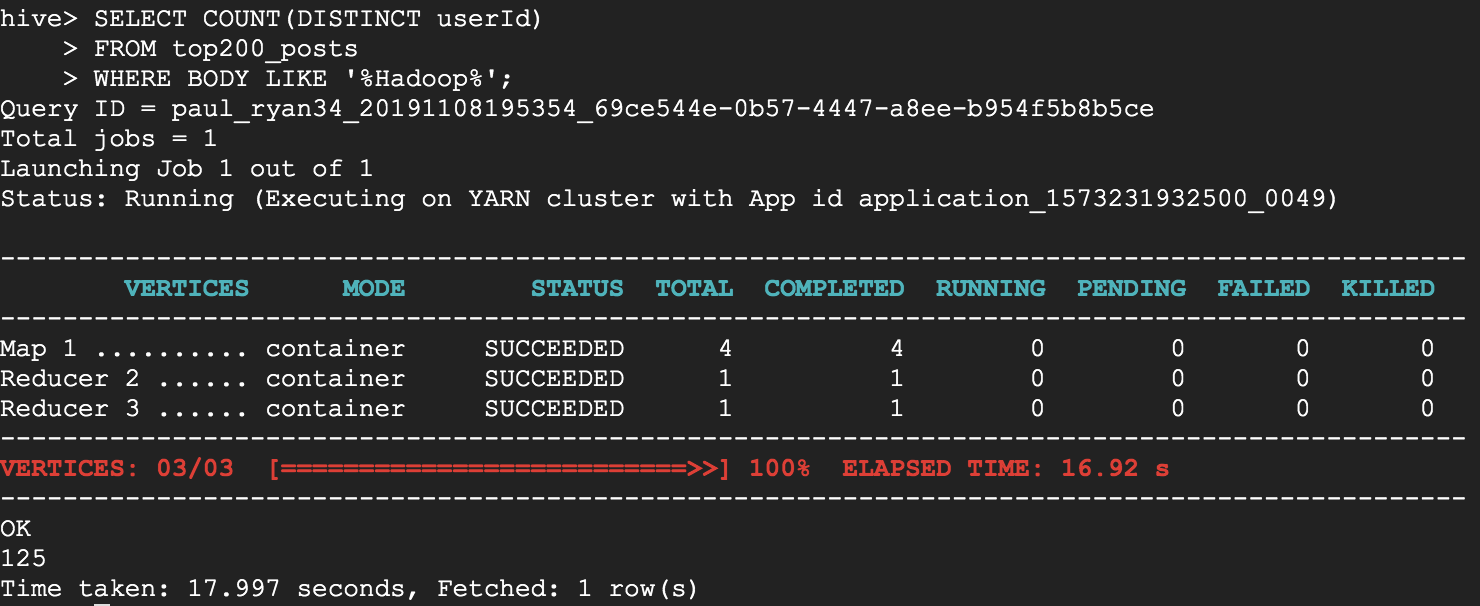 hive> SELECT COUNT(DISTINCT userId)
    > FROM top200_posts
    > WHERE BODY LIKE '%Hadoop%';
Query ID = paul_ryan34_20191108195354_69ce544e-0b57-4447-a8ee-b954f5b8b5ce
Total jobs = 1
Launching Job 1 out of 1
Status: Running (Executing on YARN cluster with App id application_1573231932500_0049)
----------------------------------------------------------------------------------------------
        VERTICES      MODE        STATUS  TOTAL  COMPLETED  RUNNING  PENDING  FAILED  KILLED
----------------------------------------------------------------------------------------------
Map 1 .......... container     SUCCEEDED      4          4        0        0       0       0
Reducer 2 ...... container     SUCCEEDED      1          1        0        0       0       0
Reducer 3 ...... container     SUCCEEDED      1          1        0        0       0       0
----------------------------------------------------------------------------------------------
VERTICES: 03/03  [==========================>>] 100%  ELAPSED TIME: 16.92 s
----------------------------------------------------------------------------------------------
OK
125
Time taken: 17.997 seconds, Fetched: 1 row(s)